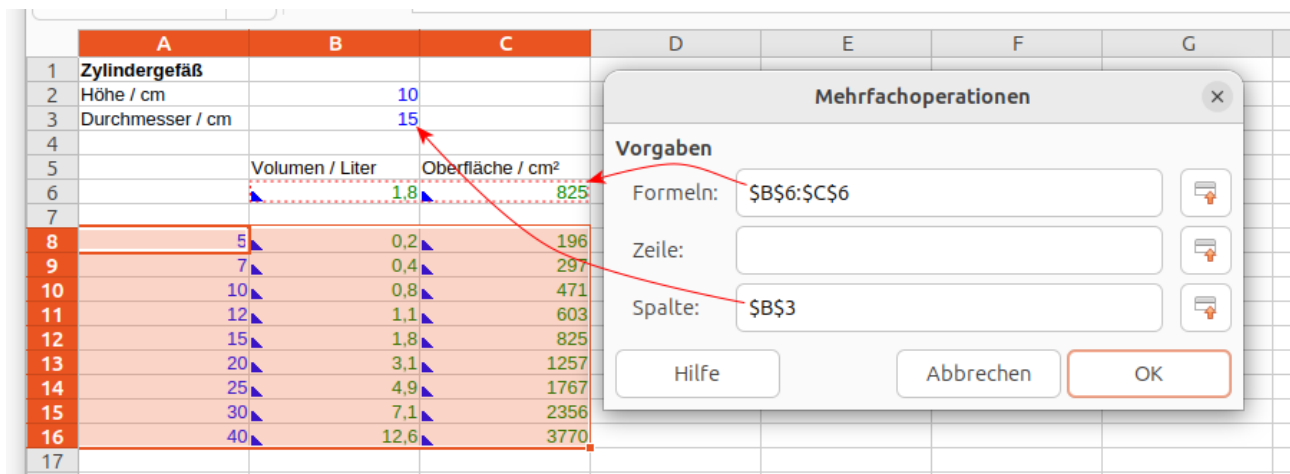 A B C D E F G
1 Zylindergefäß
2 Höhe / cm 10
3 Durchmesser / cm 15
4
5 Volumen / Liter Oberfläche / cm²
6 1,8 825
7
8 5 0,2 196
9 7 0,4 297
10 10 0,8 471
11 12 1,1 603
12 15 1,8 825
13 20 3,1 1257
14 25 4,9 1767
15 30 7,1 2356
16 40 12,6 3770
17
Mehrfachoperationen
Vorgaben
Formeln: $B$6:$C$6
Zeile:
Spalte: $B$3
Hilfe Abbrechen OK